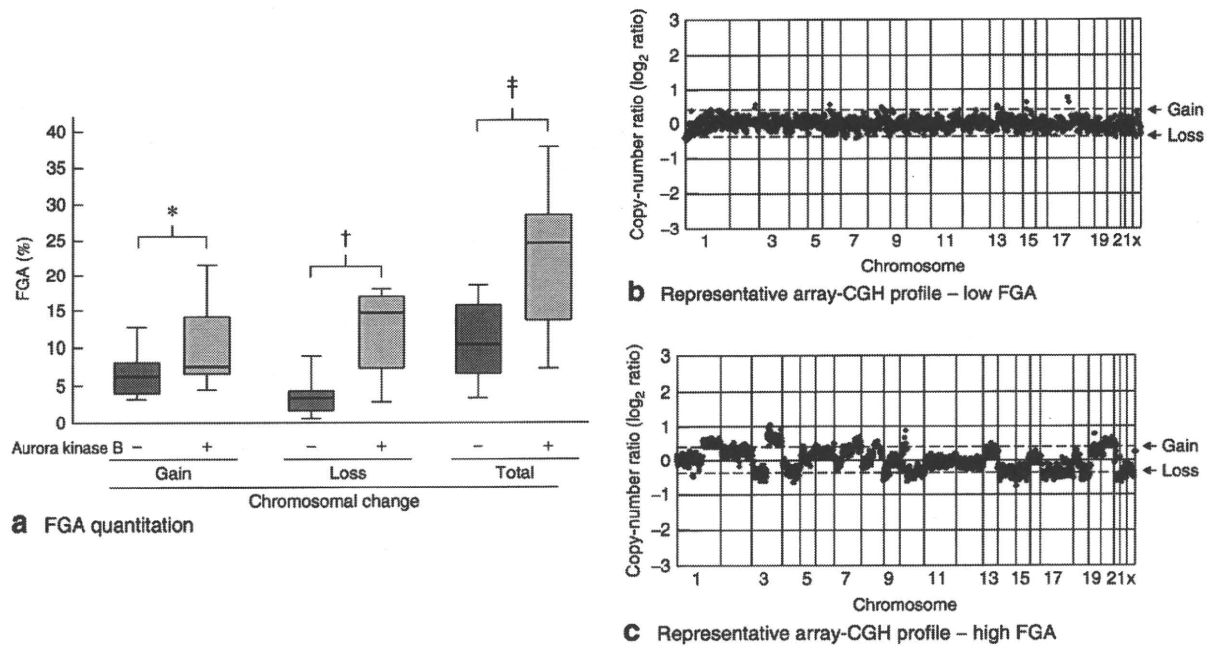 ‡
†
*
FGA (%)
40
35
30
25
20
15
10
5
0
Aurora kinase B – + – + – +
Gain Loss Total
Chromosomal change
a FGA quantitation
Copy-number ratio (log2 ratio)
3
2
1
0
−1
−2
−3
Gain
Loss
1 3 5 7 9 11 13 15 17 19 21x
Chromosome
b Representative array-CGH profile – low FGA
Copy-number ratio (log2 ratio)
3
2
1
0
−1
−2
−3
Gain
Loss
1 3 5 7 9 11 13 15 17 19 21x
Chromosome
c Representative array-CGH profile – high FGA